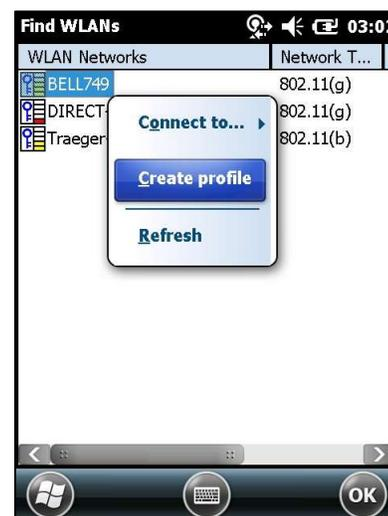 Find WLANs 03:03
WLAN Networks Network T...
BELL749 802.11(g)
DIRECT- 802.11(g)
Traeger- 802.11(b)
Connect to...
Create profile
Refresh
OK